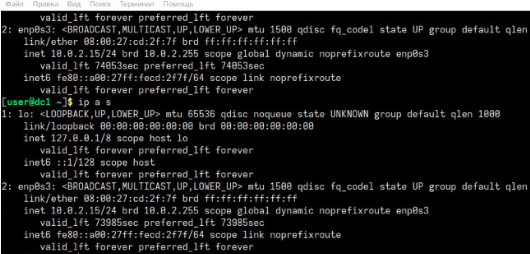 Файл Правка Вид Поиск Терминал Помощь
valid_lft forever preferred_lft forever
2: enp0s3: <BROADCAST,MULTICAST,UP,LOWER_UP> mtu 1500 qdisc fq_codel state UP group default qlen
link/ether 08:00:27:cd:2f:7f brd ff:ff:ff:ff:ff:ff
inet 10.0.2.15/24 brd 10.0.2.255 scope global dynamic noprefixroute enp0s3
valid_lft 74053sec preferred_lft 74053sec
inet6 fe80::a00:27ff:fecd:2f7f/64 scope link noprefixroute
valid_lft forever preferred_lft forever
[user@dc1 ~]$ ip a s
1: lo: <LOOPBACK,UP,LOWER_UP> mtu 65536 qdisc noqueue state UNKNOWN group default qlen 1000
link/loopback 00:00:00:00:00:00 brd 00:00:00:00:00:00
inet 127.0.0.1/8 scope host lo
valid_lft forever preferred_lft forever
inet6 ::1/128 scope host
valid_lft forever preferred_lft forever
2: enp0s3: <BROADCAST,MULTICAST,UP,LOWER_UP> mtu 1500 qdisc fq_codel state UP group default qlen
link/ether 08:00:27:cd:2f:7f brd ff:ff:ff:ff:ff:ff
inet 10.0.2.15/24 brd 10.0.2.255 scope global dynamic noprefixroute enp0s3
valid_lft 73985sec preferred_lft 73985sec
inet6 fe80::a00:27ff:fecd:2f7f/64 scope link noprefixroute
valid_lft forever preferred_lft forever